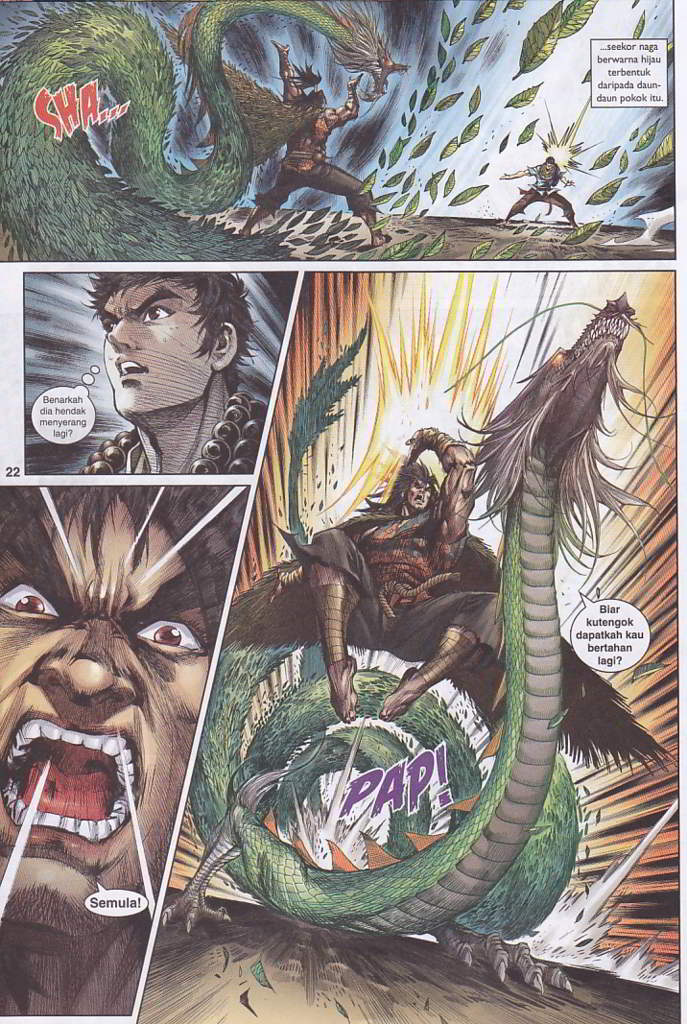 ...seekor naga
berwarna hijau
terbentuk
daripada daun-
daun pokok itu.
SHA...
Benarkah
dia hendak
menyerang
lagi?
22
Semula!
Biar
kutengok
dapatkah kau
bertahan
lagi?
PAP!